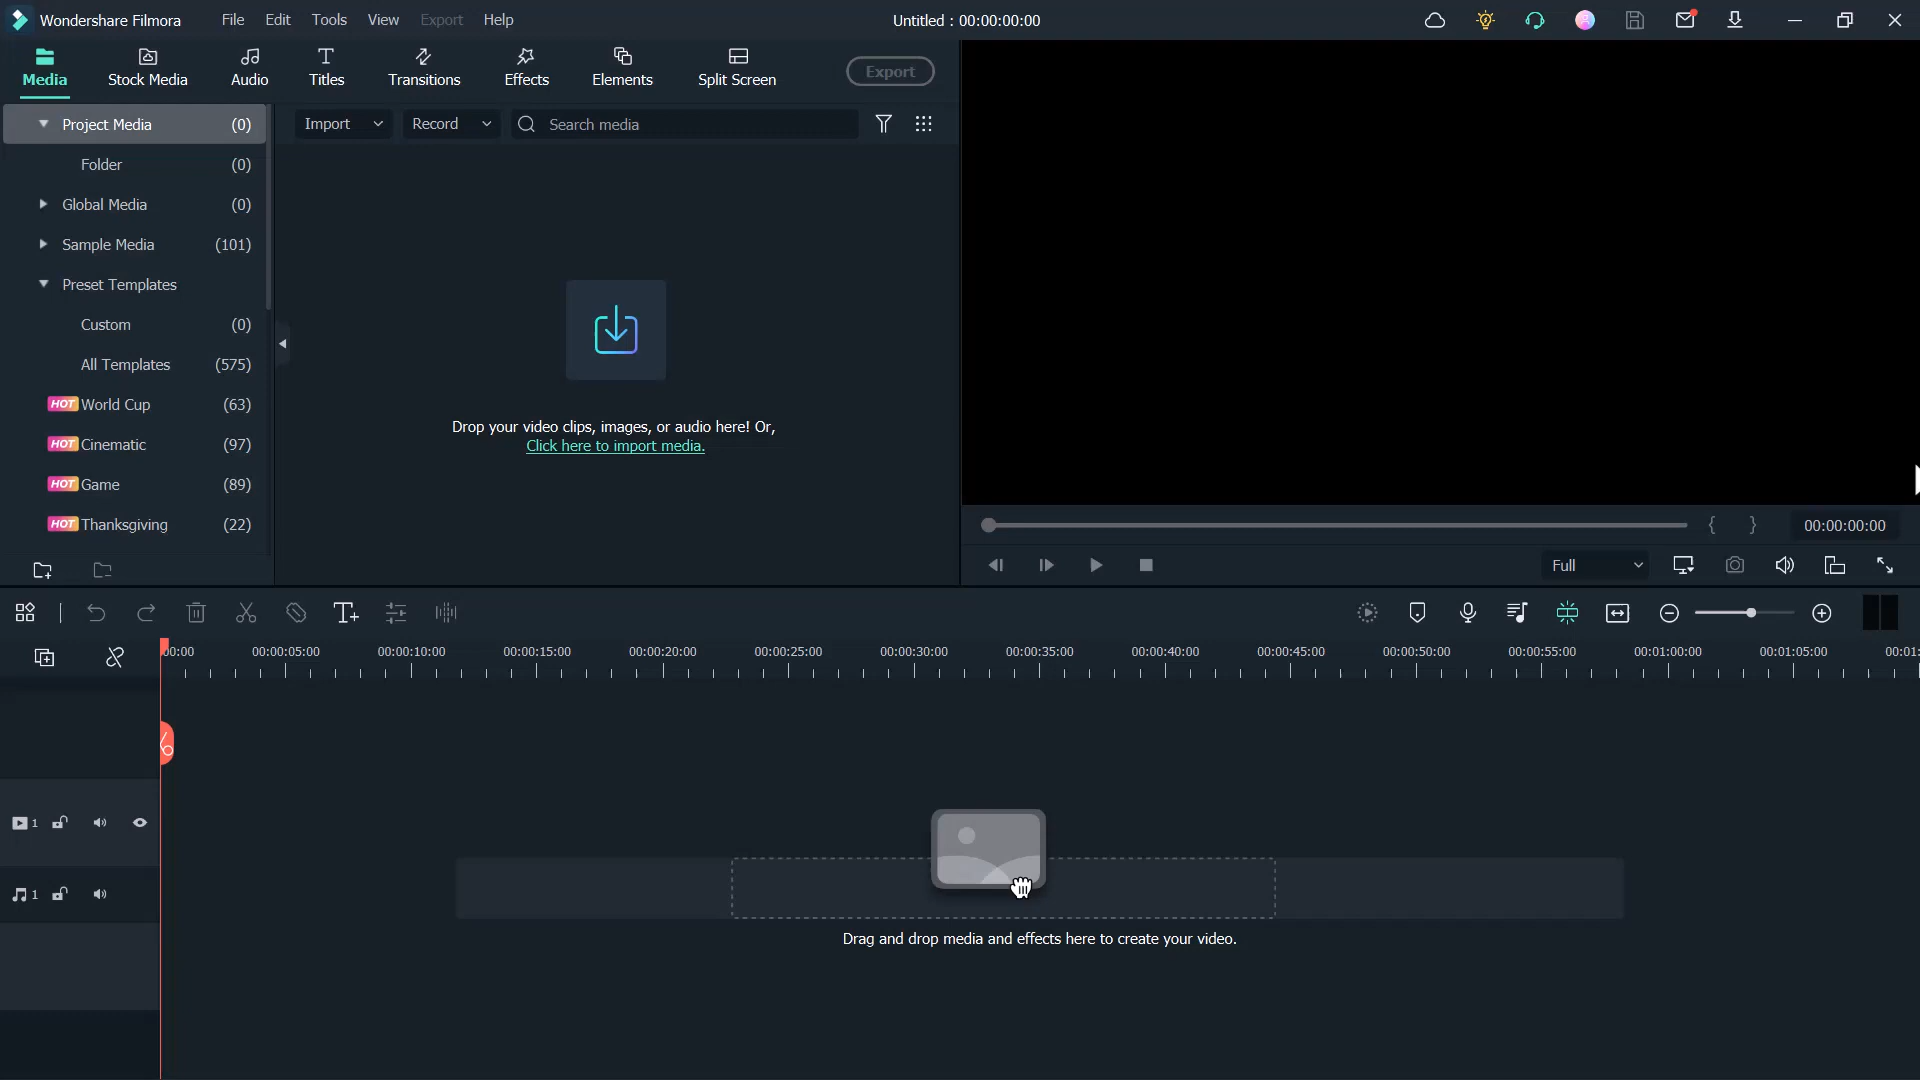 Wondershare Filmora File Edit Tools View Export Help Untitled : 00:00:00:00
Media Stock Media Audio Titles Transitions Effects Elements Split Screen Export
Project Media (0)
Folder (0)
Global Media (0)
Sample Media (101)
Preset Templates
Custom (0)
All Templates (575)
HOT World Cup (63)
HOT Cinematic (97)
HOT Game (89)
HOT Thanksgiving (22)
Import Record Search media
Drop your video clips, images, or audio here! Or,
Click here to import media.
{ } 00:00:00:00
Full
00:00 00:00:05:00 00:00:10:00 00:00:15:00 00:00:20:00 00:00:25:00 00:00:30:00 00:00:35:00 00:00:40:00 00:00:45:00 00:00:50:00 00:00:55:00 00:01:00:00 00:01:05:00 00:01:
1
1
Drag and drop media and effects here to create your video.